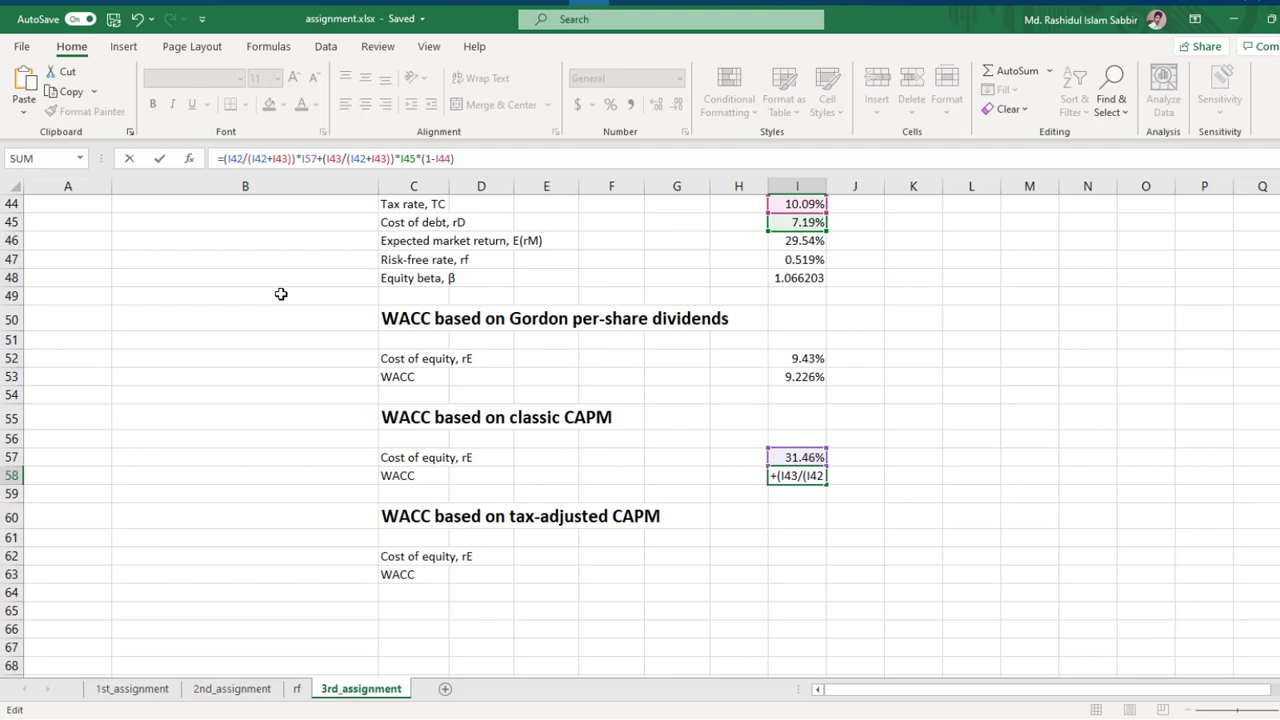 AutoSave On assignment.xlsx - Saved Search Md. Rashidul Islam Sabbir
File Home Insert Page Layout Formulas Data Review View Help Share Com
Paste Cut Copy Format Painter 11 Wrap Text Merge & Center General Conditional Formatting Format as Table Cell Styles Insert Delete Format AutoSum Fill Clear Sort & Filter Find & Select Analyze Data Sensitivity
Clipboard Font Alignment Number Styles Cells Editing Analysis Sensitivity
SUM =(I42/(I42+I43))*I57+(I43/(I42+I43))*I45*(1-I44)
A B C D E F G H I J K L M N O P Q
44 Tax rate, TC 10.09%
45 Cost of debt, rD 7.19%
46 Expected market return, E(rM) 29.54%
47 Risk-free rate, rf 0.519%
48 Equity beta, β 1.066203
49
50 WACC based on Gordon per-share dividends
51
52 Cost of equity, rE 9.43%
53 WACC 9.226%
54
55 WACC based on classic CAPM
56
57 Cost of equity, rE 31.46%
58 WACC +(I43/(I42
59
60 WACC based on tax-adjusted CAPM
61
62 Cost of equity, rE
63 WACC
64
65
66
67
68
1st_assignment 2nd_assignment rf 3rd_assignment
Edit